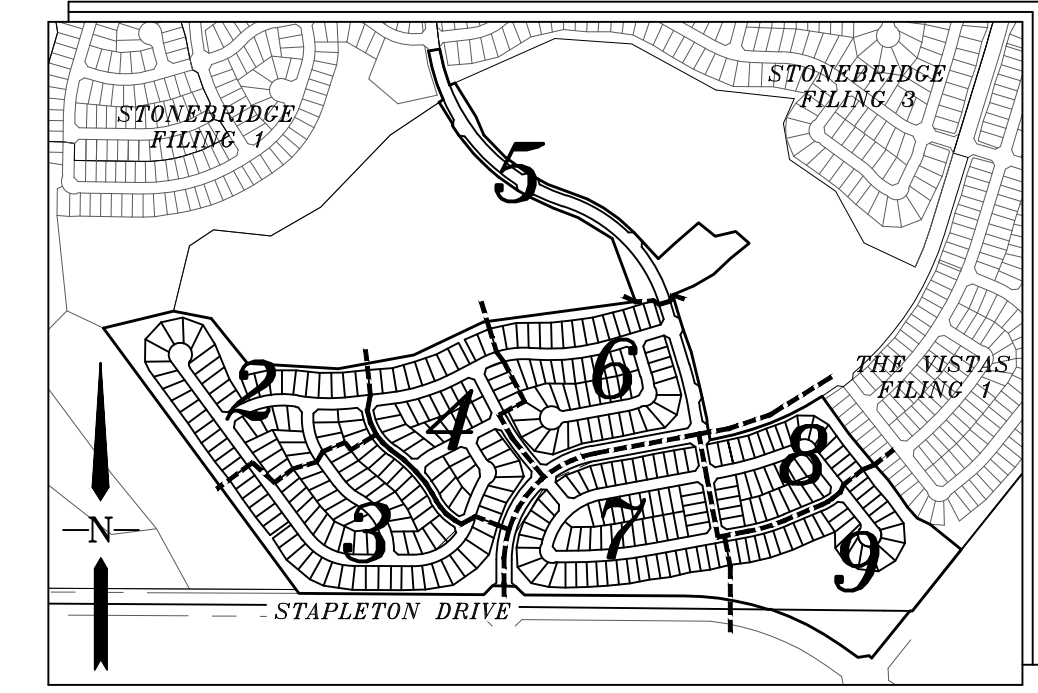 STONEBRIDGE
FILING 1
STONEBRIDGE
FILING 3
5
THE VISTAS
FILING 1
2
4
6
8
3
7
9
N
STAPLETON DRIVE